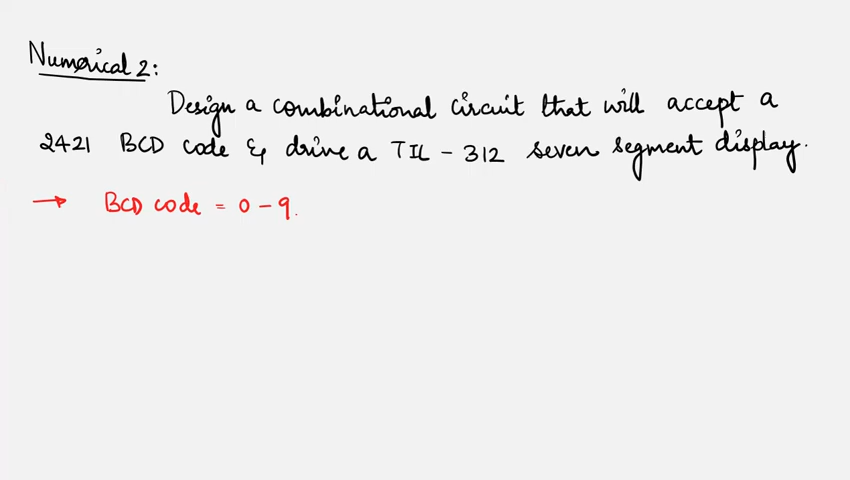 Numerical 2:
Design a combinational circuit that will accept a
2421 BCD code & drive a TIL - 312 seven segment display.
→ BCD code = 0 - 9.